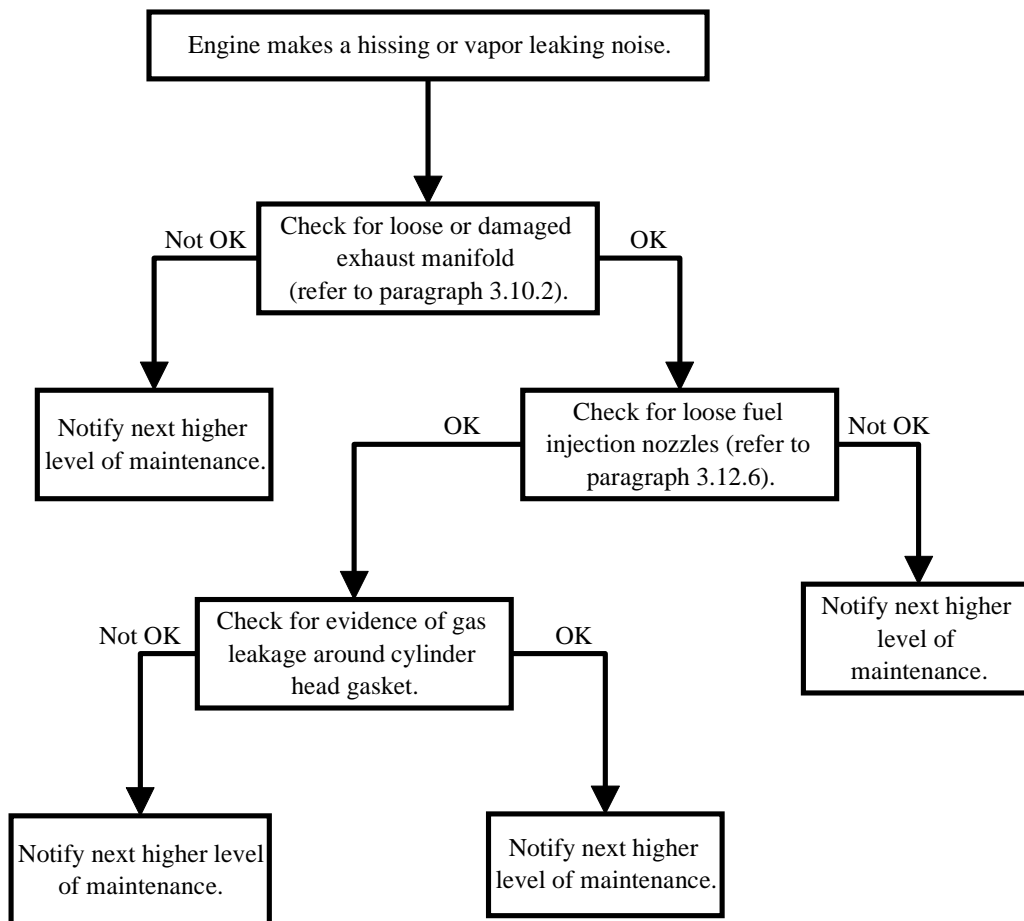 Engine makes a hissing or vapor leaking noise.
Check for loose or damaged
exhaust manifold
(refer to paragraph 3.10.2).
Not OK
OK
Notify next higher
level of maintenance.
Check for loose fuel
injection nozzles (refer to
paragraph 3.12.6).
OK
Not OK
Check for evidence of gas
leakage around cylinder
head gasket.
Not OK
OK
Notify next higher
level of
maintenance.
Notify next higher level
of maintenance.
Notify next higher
level of maintenance.